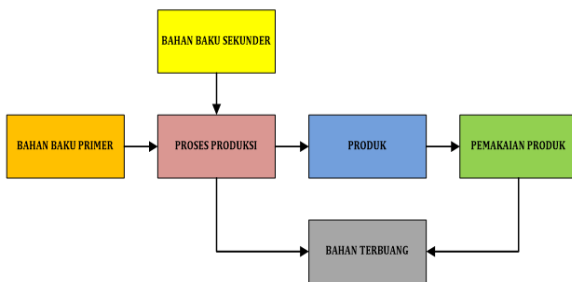 BAHAN BAKU SEKUNDER
BAHAN BAKU PRIMER
PROSES PRODUKSI
PRODUK
PEMAKAIAN PRODUK
BAHAN TERBUANG